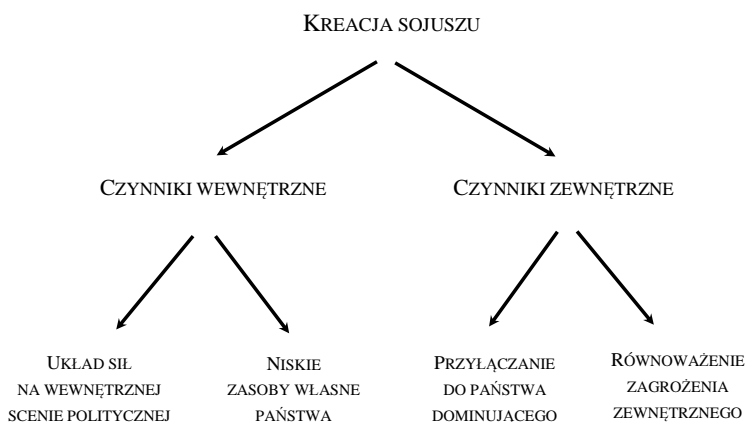 KREACJA SOJUSZU
CZYNNIKI WEWNĘTRZNE
CZYNNIKI ZEWNĘTRZNE
UKŁAD SIŁ
NA WEWNĘTRZNEJ
SCENIE POLITYCZNEJ
NISKIE
ZASOBY WŁASNE
PAŃSTWA
PRZYŁĄCZANIE
DO PAŃSTWA
DOMINUJĄCEGO
RÓWNOWAŻENIE
ZAGROŻENIA
ZEWNĘTRZNEGO